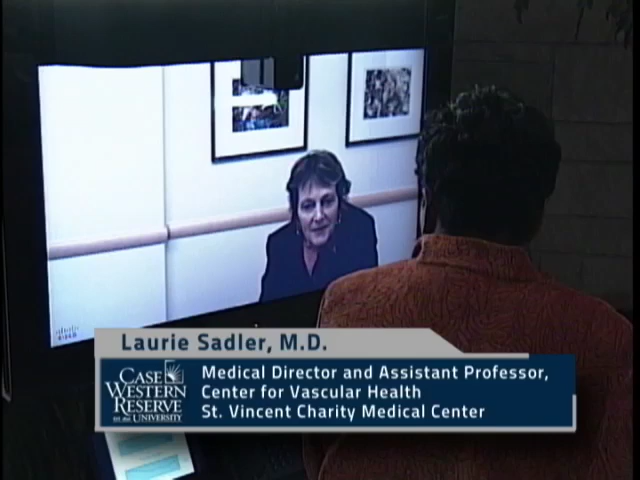 Laurie Sadler, M.D.
CASE
WESTERN
RESERVE
UNIVERSITY
Medical Director and Assistant Professor,
Center for Vascular Health
St. Vincent Charity Medical Center